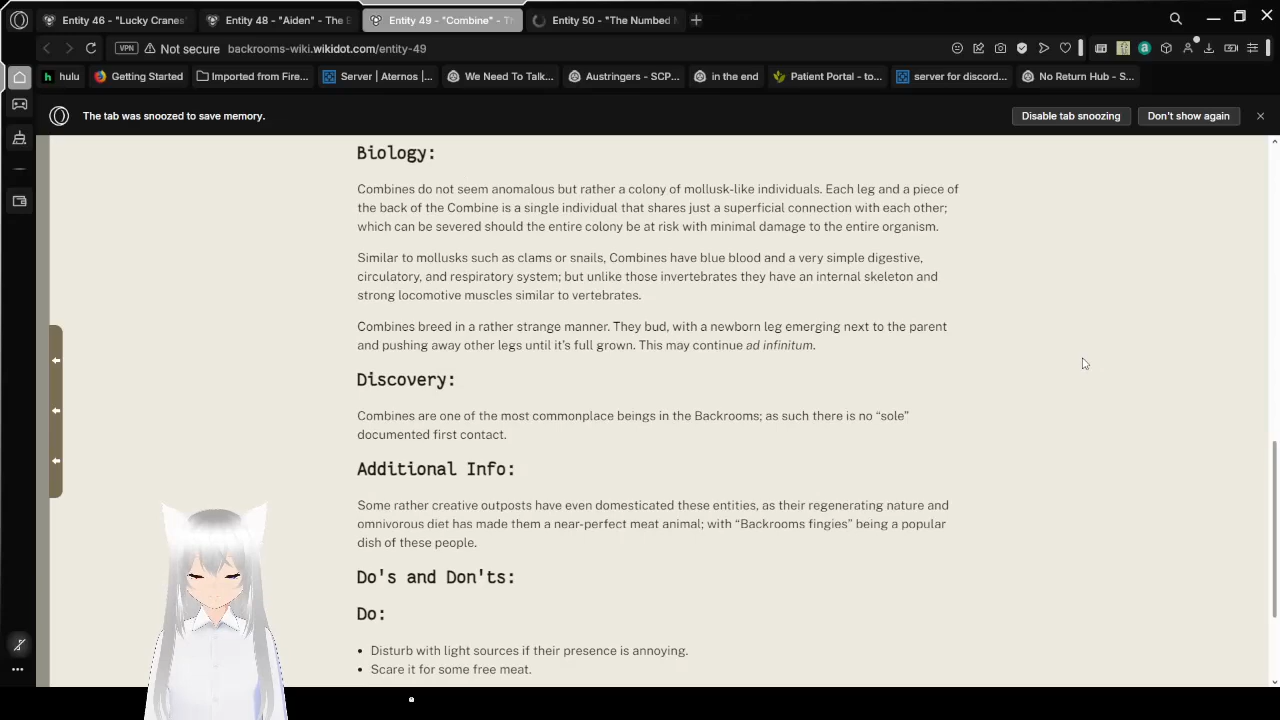 Entity 46 - "Lucky Cranes"
Entity 48 - "Aiden" - The B
Entity 49 - "Combine" - Th
Entity 50 - "The Numbed M
VPN
Not secure
backrooms-wiki.wikidot.com/entity-49
hulu
Getting Started
Imported from Fire...
Server | Aternos |...
We Need To Talk...
Austringers - SCP...
in the end
Patient Portal - to...
server for discord...
No Return Hub - S...
The tab was snoozed to save memory.
Disable tab snoozing
Don't show again
Biology:
Combines do not seem anomalous but rather a colony of mollusk-like individuals. Each leg and a piece of
the back of the Combine is a single individual that shares just a superficial connection with each other;
which can be severed should the entire colony be at risk with minimal damage to the entire organism.
Similar to mollusks such as clams or snails, Combines have blue blood and a very simple digestive,
circulatory, and respiratory system; but unlike those invertebrates they have an internal skeleton and
strong locomotive muscles similar to vertebrates.
Combines breed in a rather strange manner. They bud, with a newborn leg emerging next to the parent
and pushing away other legs until it's full grown. This may continue ad infinitum.
Discovery:
Combines are one of the most commonplace beings in the Backrooms; as such there is no “sole”
documented first contact.
Additional Info:
Some rather creative outposts have even domesticated these entities, as their regenerating nature and
omnivorous diet has made them a near-perfect meat animal; with “Backrooms fingies” being a popular
dish of these people.
Do's and Don'ts:
Do:
• Disturb with light sources if their presence is annoying.
• Scare it for some free meat.